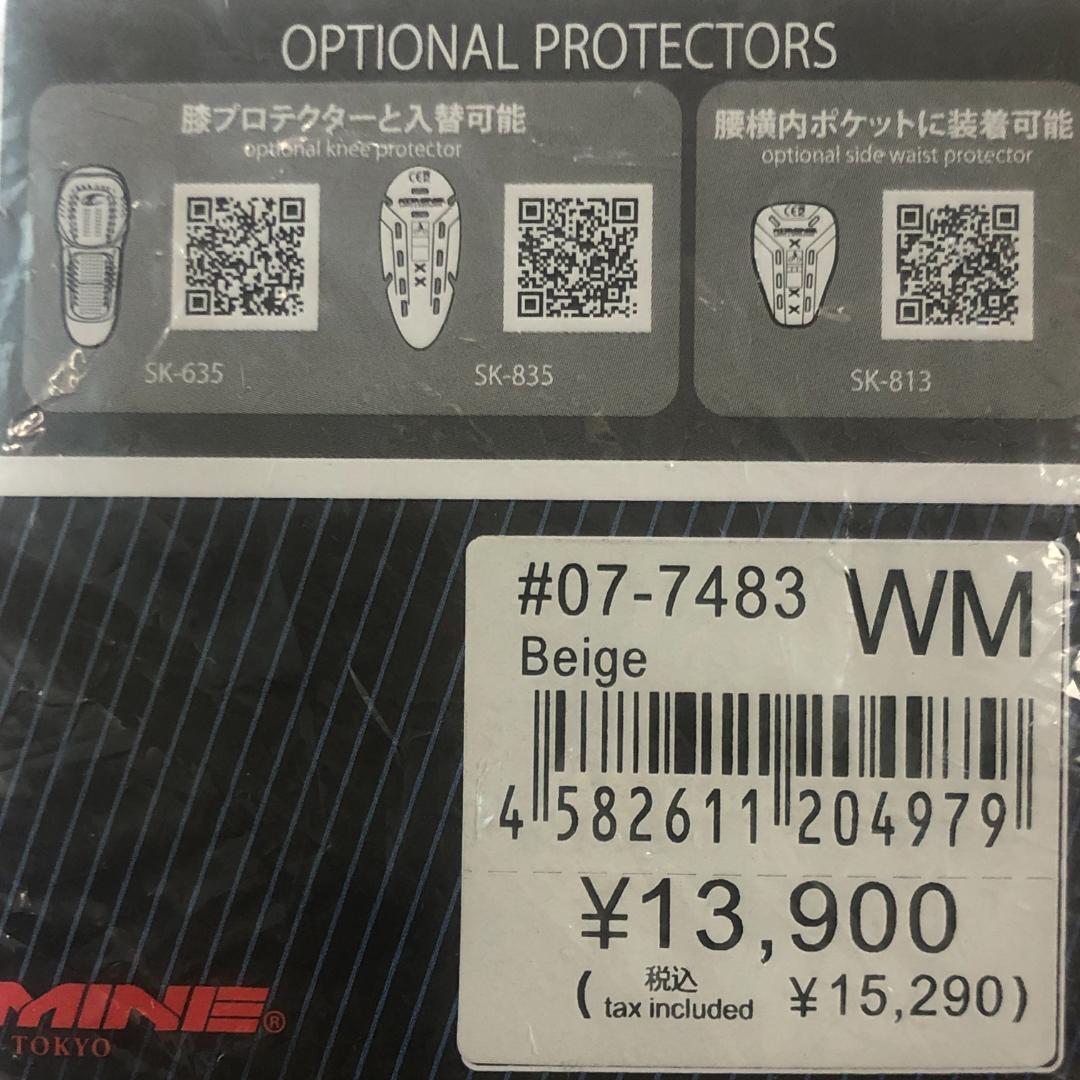 OPTIONAL PROTECTORS
膝プロテクターと入替可能
optional knee protector
SK-635
SK-835
腰横内ポケットに装着可能
optional side waist protector
SK-813
#07-7483 WM
Beige
4 582611 204979
¥13,900
(税込 tax included ¥15,290)
MINE®
TOKYO